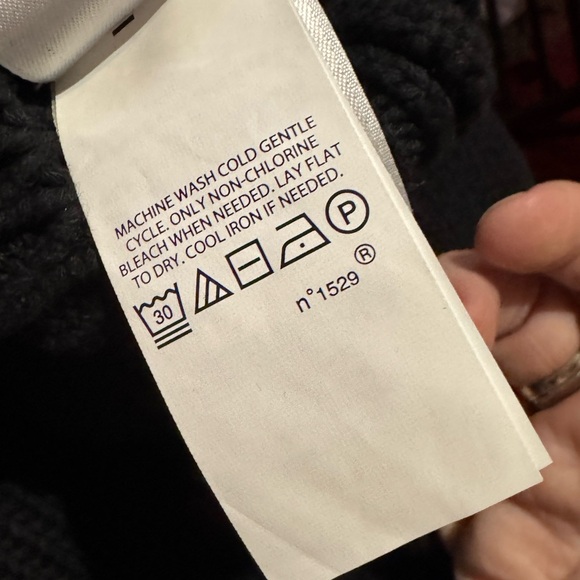 MACHINE WASH COLD GENTLE
CYCLE. ONLY NON-CHLORINE
BLEACH WHEN NEEDED. LAY FLAT
TO DRY. COOL IRON IF NEEDED.
30 P
n°1529 ®